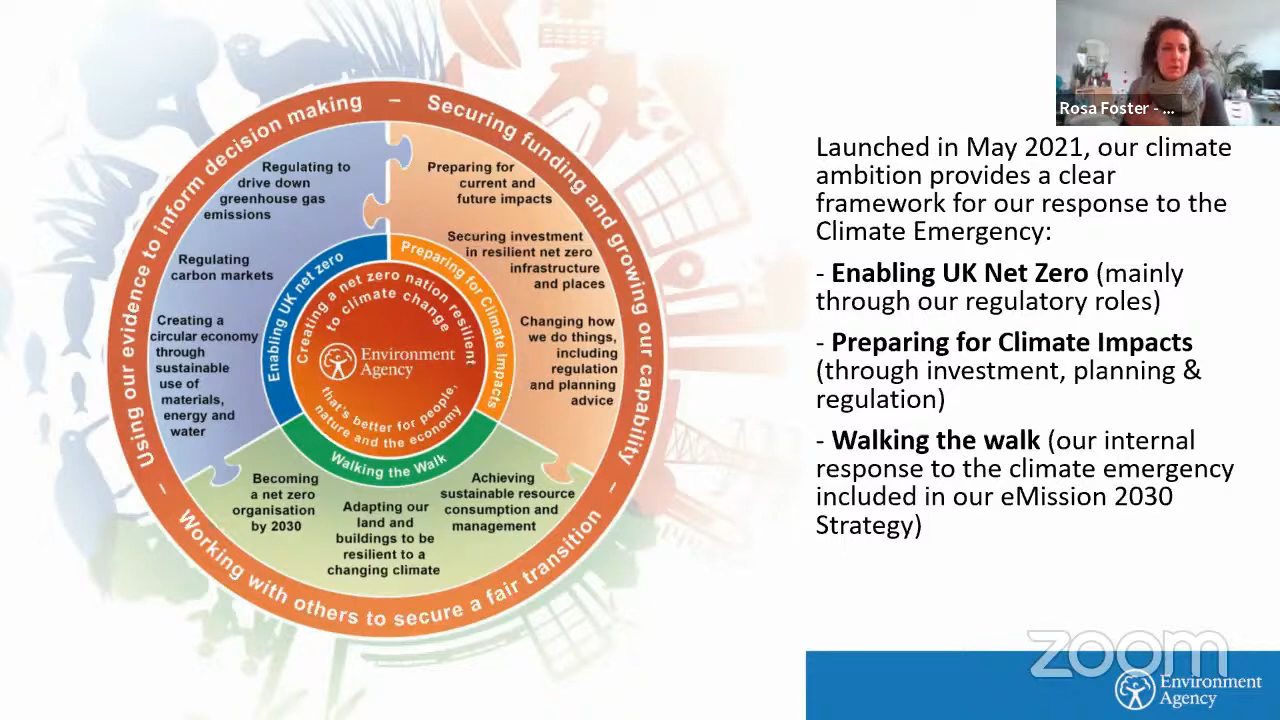 Using our evidence to inform decision making
–
Securing funding and growing our capability
–
Working with others to secure a fair transition
–
Regulating to
drive down
greenhouse gas
emissions
Regulating
carbon markets
Creating a
circular economy
through
sustainable
use of
materials,
energy and
water
Preparing for
current and
future impacts
Securing investment
in resilient net zero
infrastructure
and places
Changing how
we do things,
including
regulation
and planning
advice
Enabling UK net zero
Preparing for Climate Impacts
Walking the Walk
Creating a net zero nation resilient
to climate change
Environment
Agency
that's better for people,
nature and the economy
Becoming
a net zero
organisation
by 2030
Adapting our
land and
buildings to be
resilient to a
changing climate
Achieving
sustainable resource
consumption and
management
Rosa Foster - ...
Launched in May 2021, our climate
ambition provides a clear
framework for our response to the
Climate Emergency:
- Enabling UK Net Zero (mainly
through our regulatory roles)
- Preparing for Climate Impacts
(through investment, planning &
regulation)
- Walking the walk (our internal
response to the climate emergency
included in our eMission 2030
Strategy)
zoom
Environment
Agency